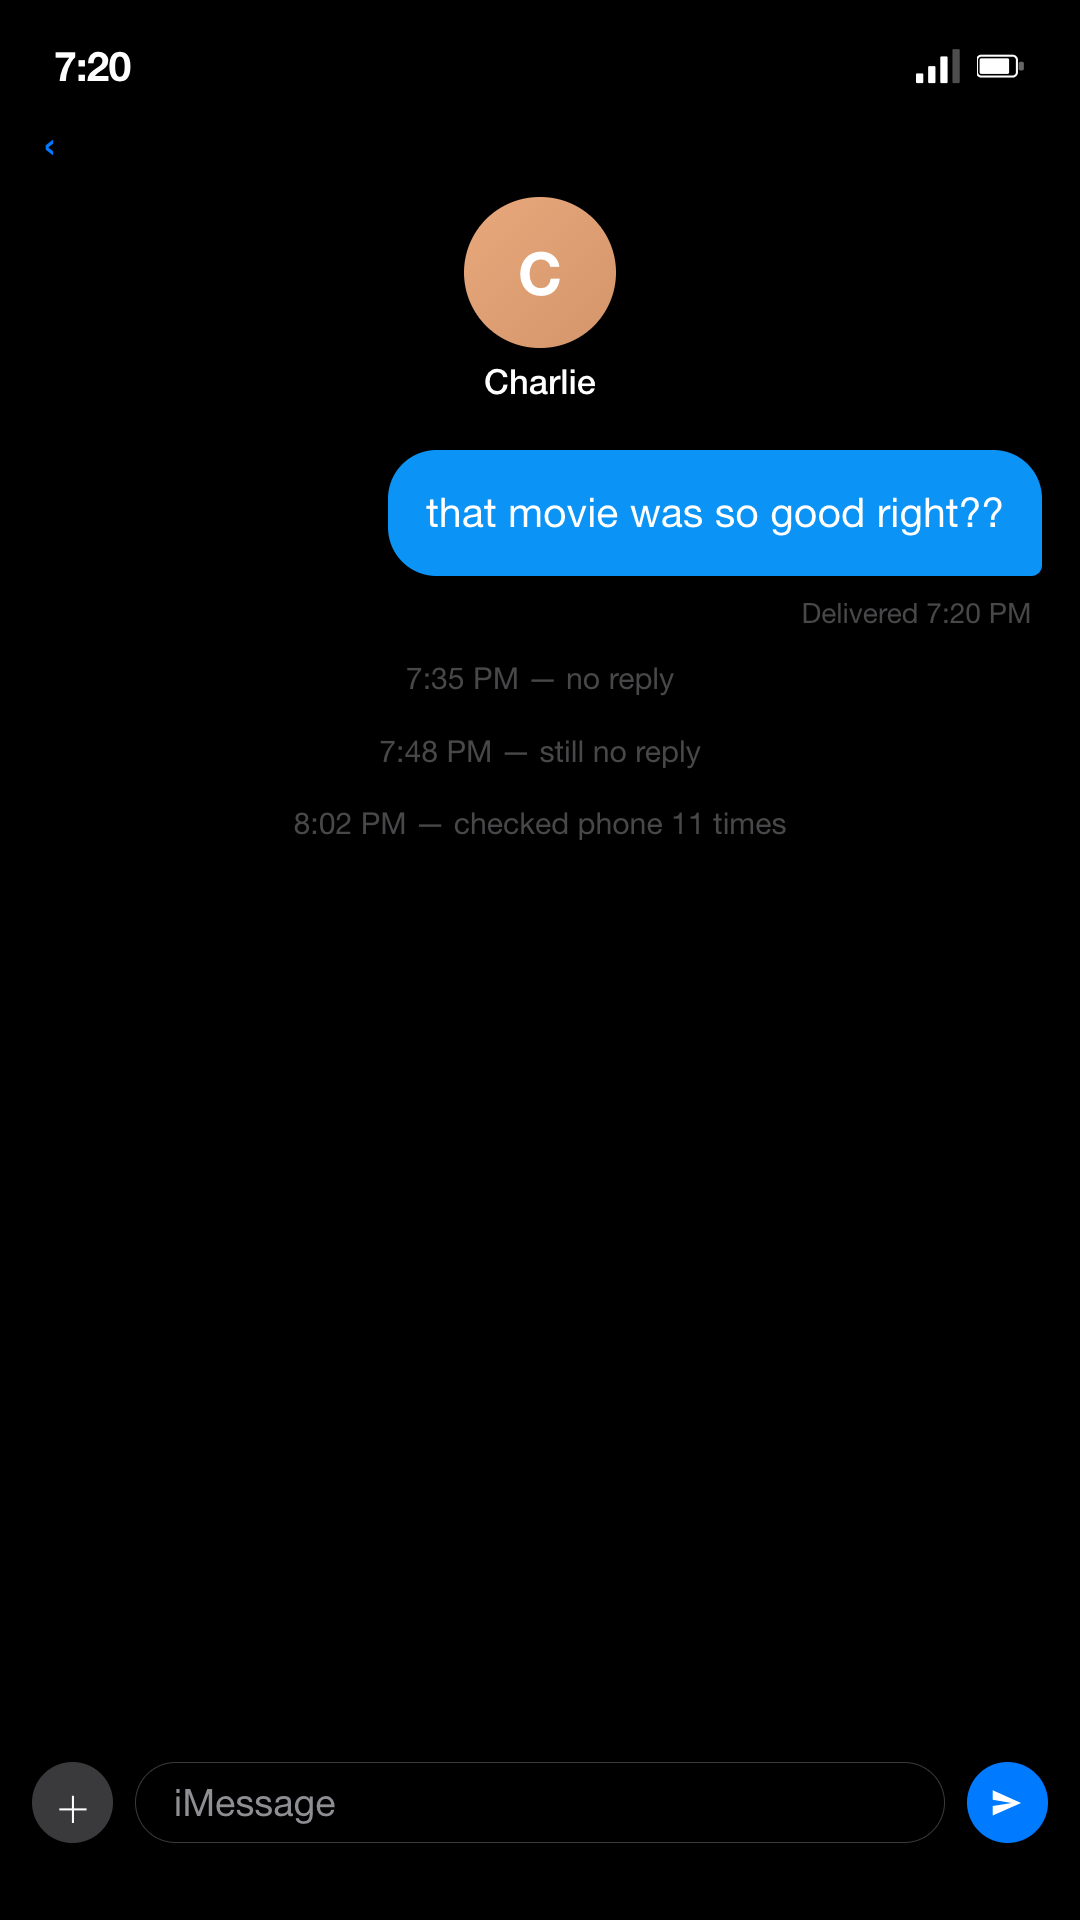 7:20
‹
C
Charlie
that movie was so good right??
Delivered 7:20 PM
7:35 PM — no reply
7:48 PM — still no reply
8:02 PM — checked phone 11 times
+
iMessage